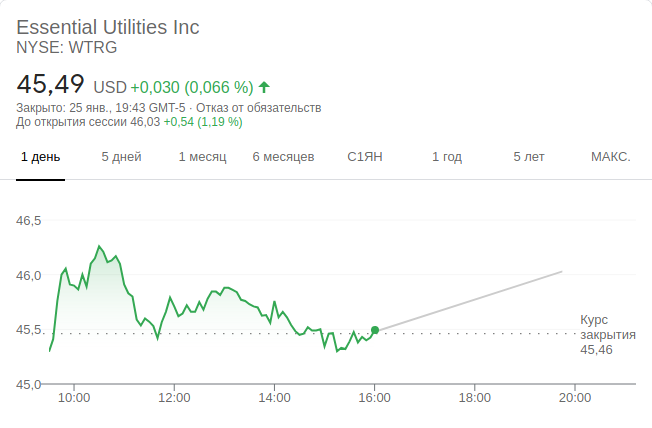 Essential Utilities Inc
NYSE: WTRG
45,49 USD +0,030 (0,066 %)
Закрыто: 25 янв., 19:43 GMT-5 · Отказ от обязательств
До открытия сессии 46,03 +0,54 (1,19 %)
1 день 5 дней 1 месяц 6 месяцев С1ЯН 1 год 5 лет МАКС.
46,5
46,0
45,5
45,0
Курс
закрытия
45,46
10:00 12:00 14:00 16:00 18:00 20:00